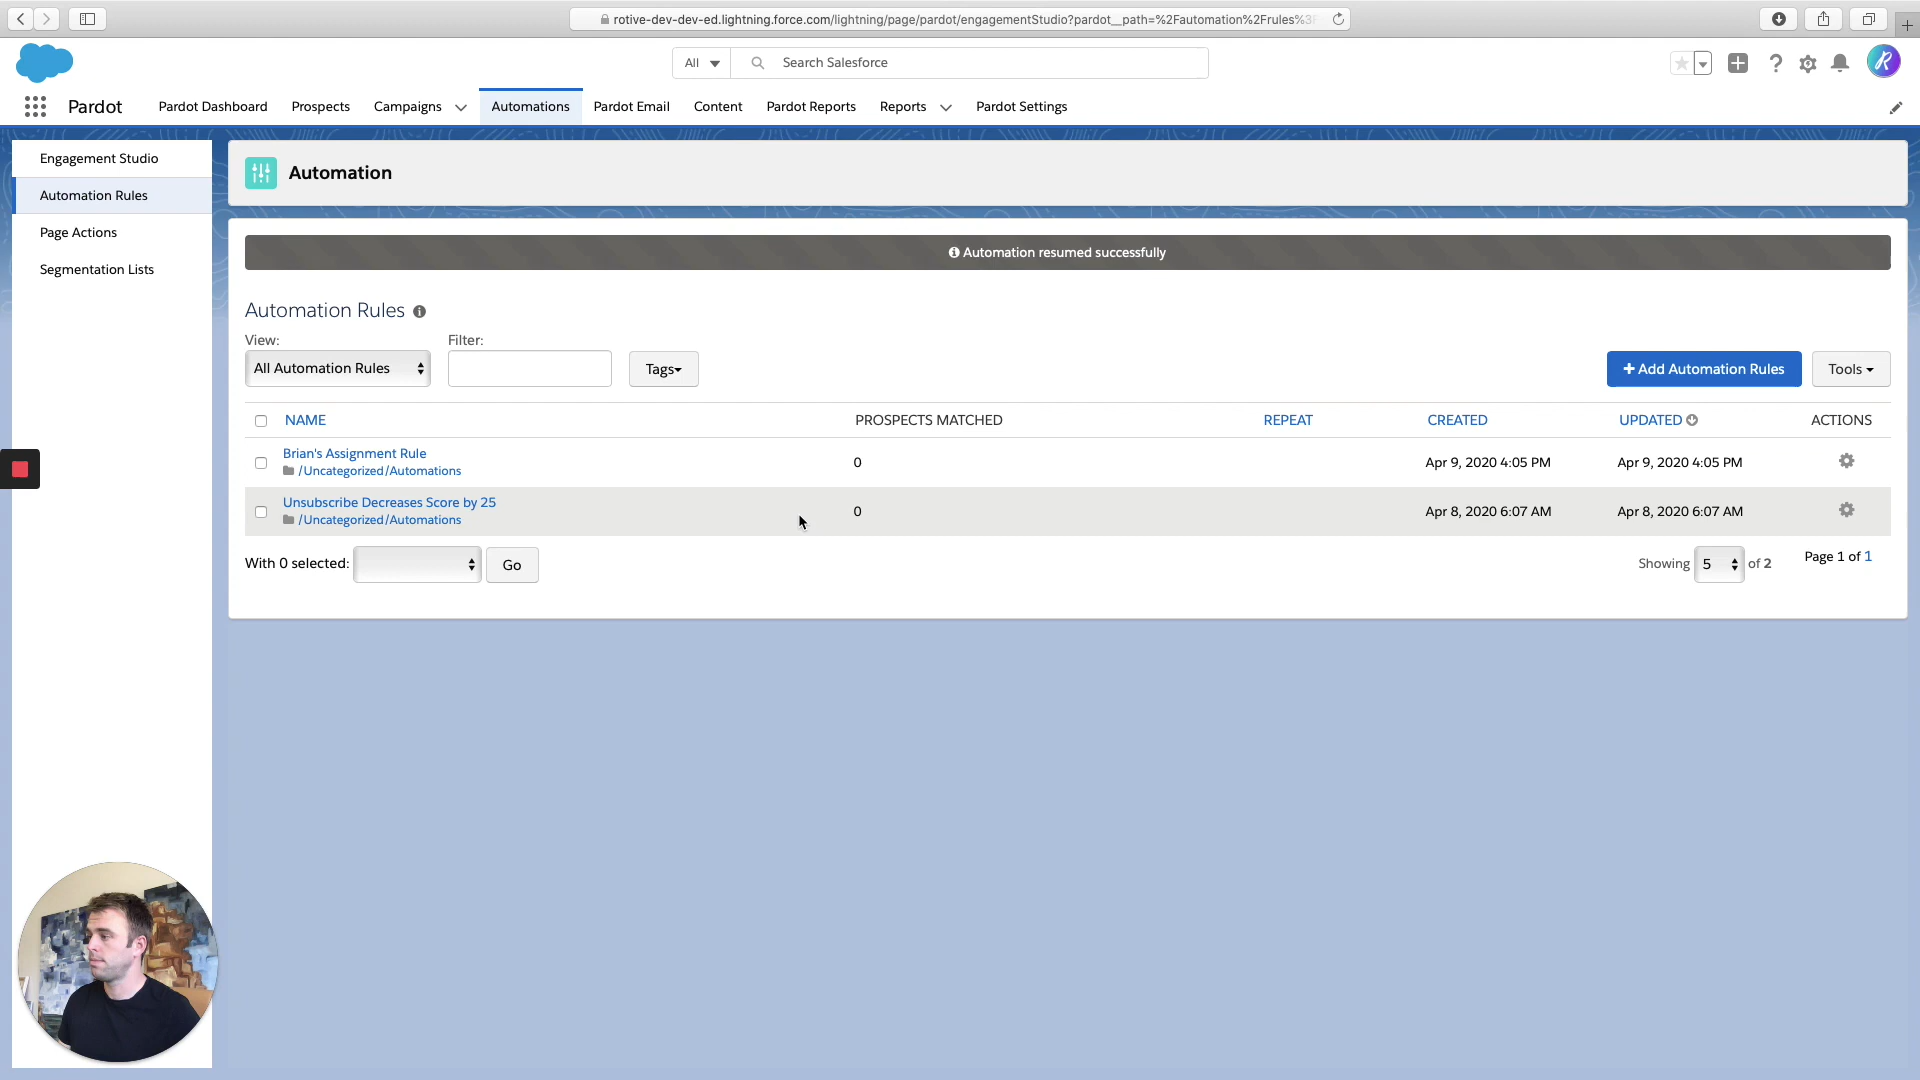 rotive-dev-dev-ed.lightning.force.com/lightning/page/pardot/engagementStudio?pardot__path=%2Fautomation%2Frules%3F
All
Search Salesforce
Pardot
Pardot Dashboard
Prospects
Campaigns
Automations
Pardot Email
Content
Pardot Reports
Reports
Pardot Settings
Engagement Studio
Automation Rules
Page Actions
Segmentation Lists
Automation
Automation resumed successfully
Automation Rules
View:
Filter:
All Automation Rules
Tags
+ Add Automation Rules
Tools
NAME
PROSPECTS MATCHED
REPEAT
CREATED
UPDATED
ACTIONS
Brian's Assignment Rule
/Uncategorized/Automations
0
Apr 9, 2020 4:05 PM
Apr 9, 2020 4:05 PM
Unsubscribe Decreases Score by 25
/Uncategorized/Automations
0
Apr 8, 2020 6:07 AM
Apr 8, 2020 6:07 AM
With 0 selected:
Go
Showing 5 of 2
Page 1 of 1